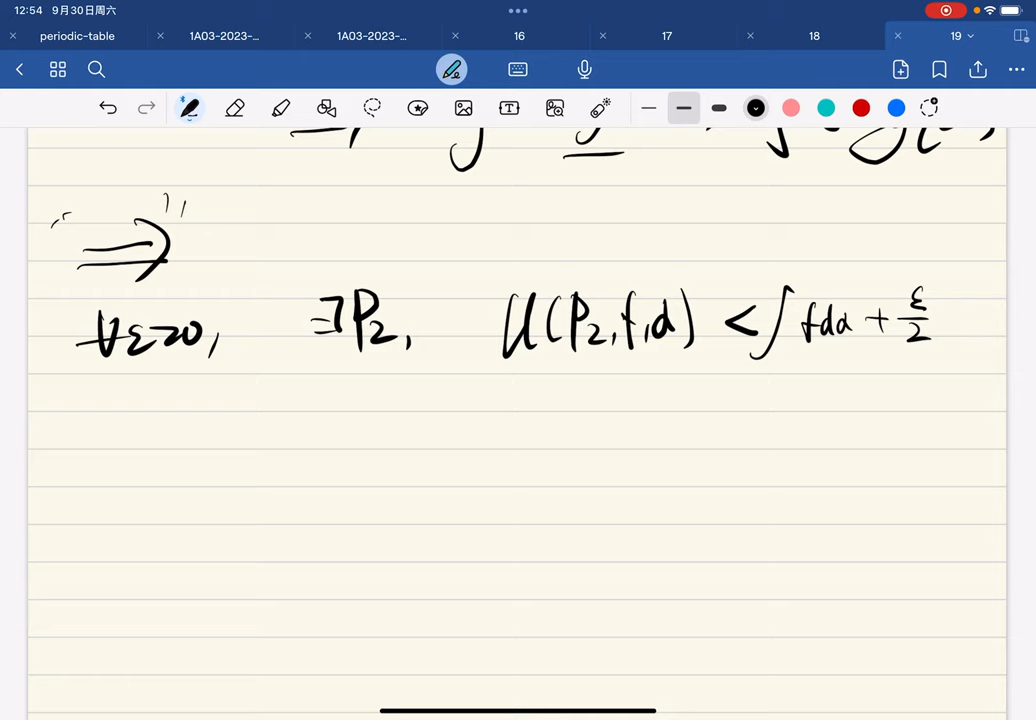 12:54 9月30日周六
periodic-table 1A03-2023-... 1A03-2023-... 16 17 18 19
"⇒"
∀ε>0, ∃P₂, U(P₂,f,α) < ∫fdα + ε/2